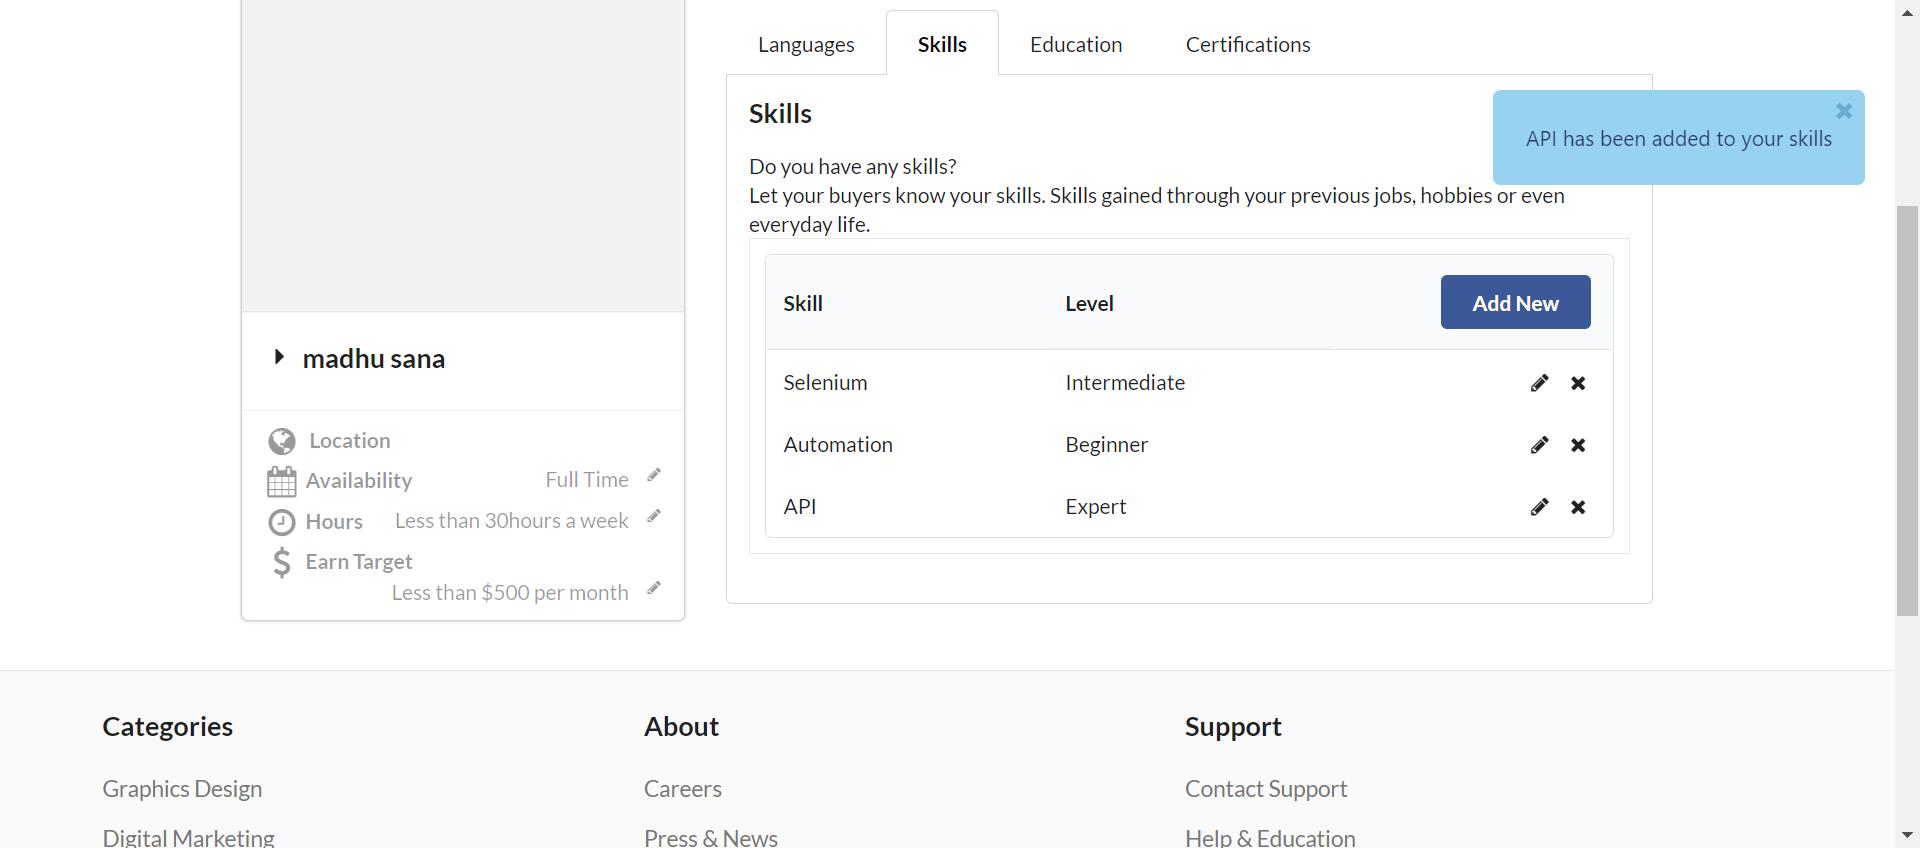 Languages Skills Education Certifications
Skills
API has been added to your skills
Do you have any skills?
Let your buyers know your skills. Skills gained through your previous jobs, hobbies or even
everyday life.
Skill Level Add New
Selenium Intermediate
Automation Beginner
API Expert
madhu sana
Location
Availability Full Time
Hours Less than 30hours a week
Earn Target
Less than $500 per month
Categories About Support
Graphics Design Careers Contact Support
Digital Marketing Press & News Help & Education